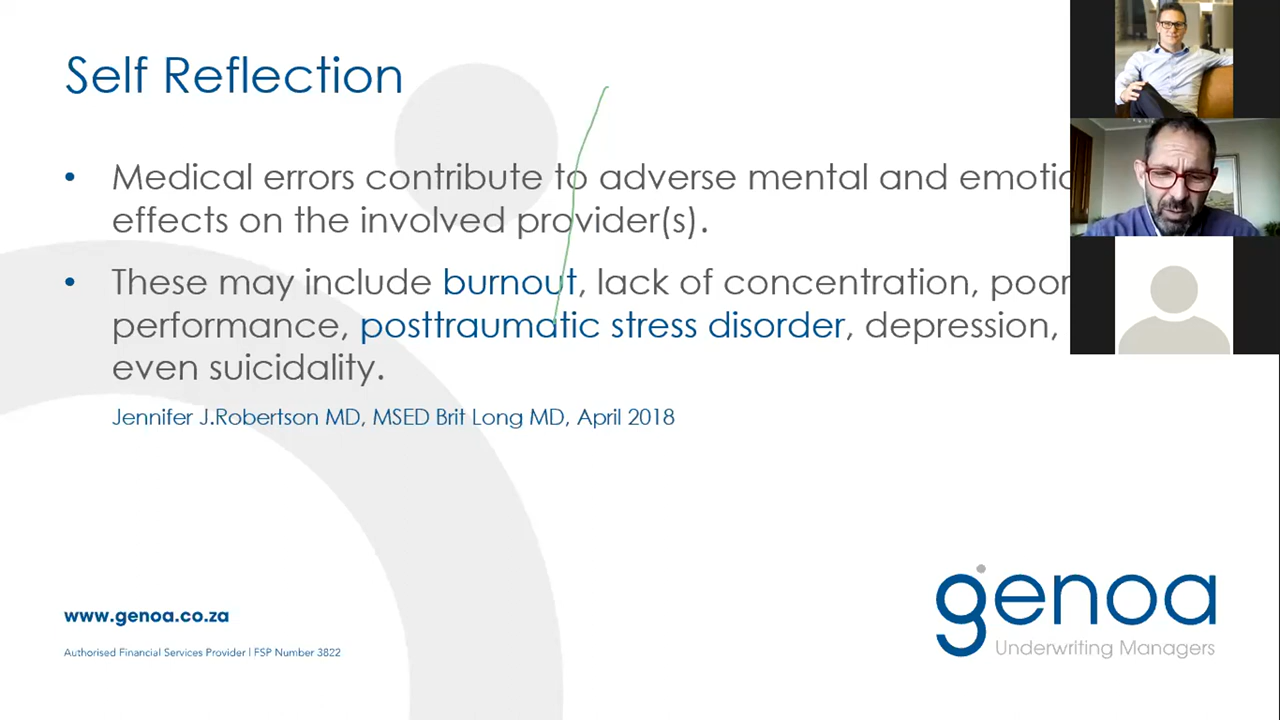 Self Reflection
• Medical errors contribute to adverse mental and emotio
effects on the involved provider(s).
• These may include burnout, lack of concentration, poor
performance, posttraumatic stress disorder, depression,
even suicidality.
Jennifer J.Robertson MD, MSED Brit Long MD, April 2018
www.genoa.co.za
Authorised Financial Services Provider | FSP Number 3822
genoa
Underwriting Managers